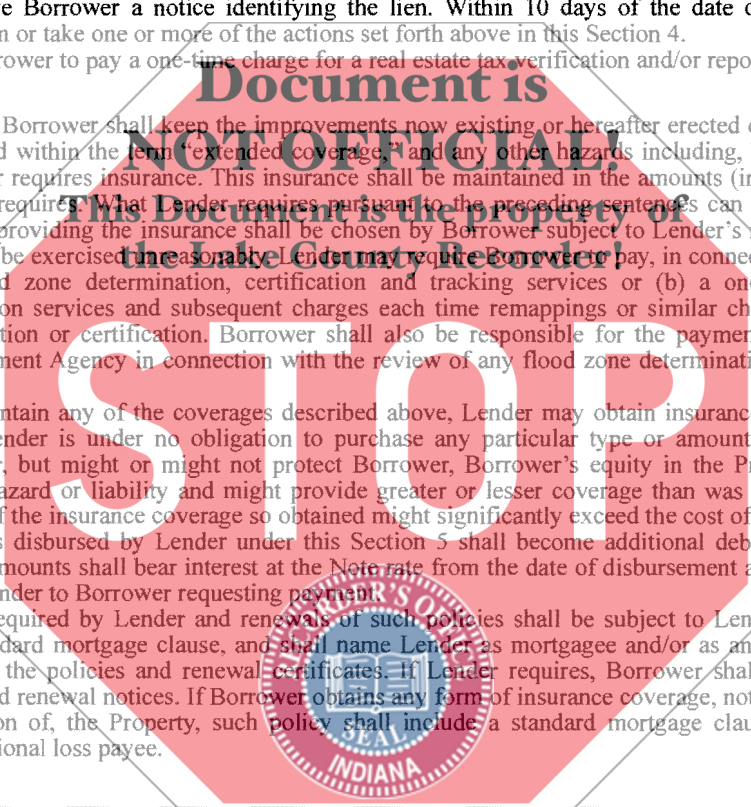 ve Borrower a notice identifying the lien. Within 10 days of the date o
n or take one or more of the actions set forth above in this Section 4.
rower to pay a one-time charge for a real estate tax verification and/or repo
Document is
Borrower shall keep the improvements now existing or hereafter erected
NOT OFFICIAL!
d within the term “extended coverage,” and any other hazards including,
r requires insurance. This insurance shall be maintained in the amounts (in
This Document is the property of
requires. What Lender requires pursuant to the preceding sentences can
providing the insurance shall be chosen by Borrower subject to Lender’s
the Lake County Recorder!
be exercised unreasonably. Lender may require Borrower to pay, in connec
d zone determination, certification and tracking services or (b) a on
on services and subsequent charges each time remappings or similar ch
tion or certification. Borrower shall also be responsible for the paymen
ment Agency in connection with the review of any flood zone determinati
STOP
ntain any of the coverages described above, Lender may obtain insuranc
ender is under no obligation to purchase any particular type or amount
, but might or might not protect Borrower, Borrower’s equity in the P
azard or liability and might provide greater or lesser coverage than was
f the insurance coverage so obtained might significantly exceed the cost of
s disbursed by Lender under this Section 5 shall become additional deb
mounts shall bear interest at the Note rate from the date of disbursement a
nder to Borrower requesting payment.
equired by Lender and renewals of such policies shall be subject to Len
dard mortgage clause, and shall name Lender as mortgagee and/or as an
the policies and renewal certificates. If Lender requires, Borrower shal
d renewal notices. If Borrower obtains any form of insurance coverage, no
on of, the Property, such policy shall include a standard mortgage clau
ional loss payee.
RECORDER'S OFFICE
SEAL
INDIANA